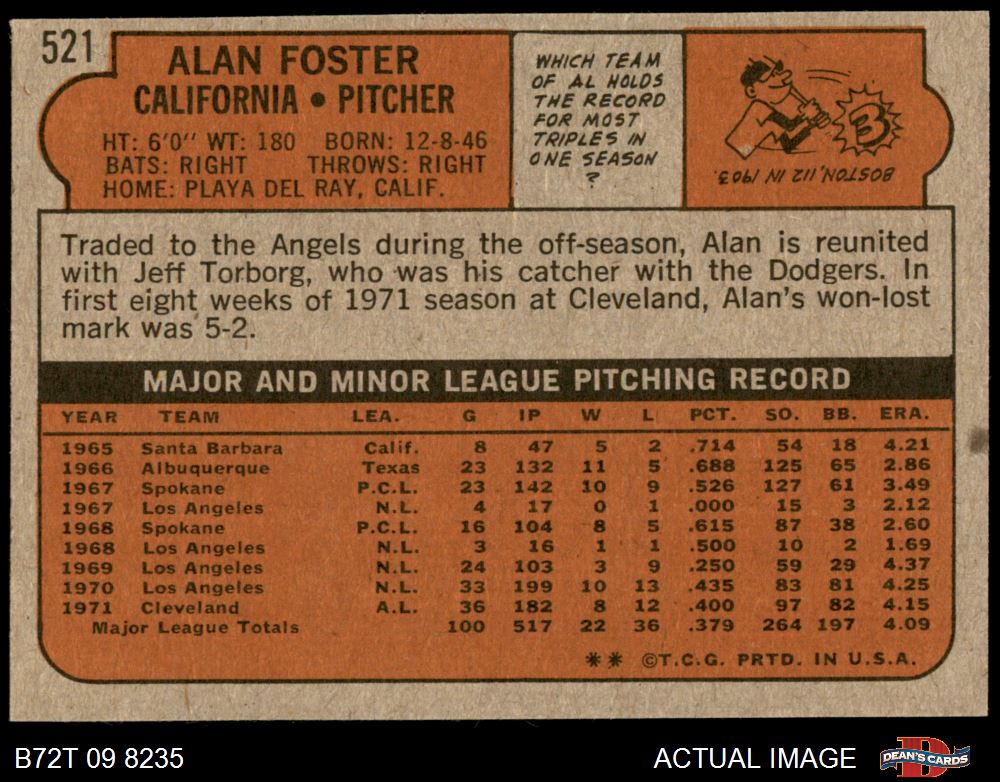 521
ALAN FOSTER
CALIFORNIA • PITCHER
HT: 6'0" WT: 180 BORN: 12-8-46
BATS: RIGHT THROWS: RIGHT
HOME: PLAYA DEL RAY, CALIF.
WHICH TEAM
OF AL HOLDS
THE RECORD
FOR MOST
TRIPLES IN
ONE SEASON
?
3
BOSTON, 112 IN 1903.
Traded to the Angels during the off-season, Alan is reunited
with Jeff Torborg, who was his catcher with the Dodgers. In
first eight weeks of 1971 season at Cleveland, Alan's won-lost
mark was 5-2.
MAJOR AND MINOR LEAGUE PITCHING RECORD
YEAR TEAM LEA. G IP W L PCT. SO. BB. ERA.
1965 Santa Barbara Calif. 8 47 5 2 .714 54 18 4.21
1966 Albuquerque Texas 23 132 11 5 .688 125 65 2.86
1967 Spokane P.C.L. 23 142 10 9 .526 127 61 3.49
1967 Los Angeles N.L. 4 17 0 1 .000 15 3 2.12
1968 Spokane P.C.L. 16 104 8 5 .615 87 38 2.60
1968 Los Angeles N.L. 3 16 1 1 .500 10 2 1.69
1969 Los Angeles N.L. 24 103 3 9 .250 59 29 4.37
1970 Los Angeles N.L. 33 199 10 13 .435 83 81 4.25
1971 Cleveland A.L. 36 182 8 12 .400 97 82 4.15
Major League Totals 100 517 22 36 .379 264 197 4.09
** ©T.C.G. PRTD. IN U.S.A.
B72T 09 8235
ACTUAL IMAGE
D
DEAN'S CARDS